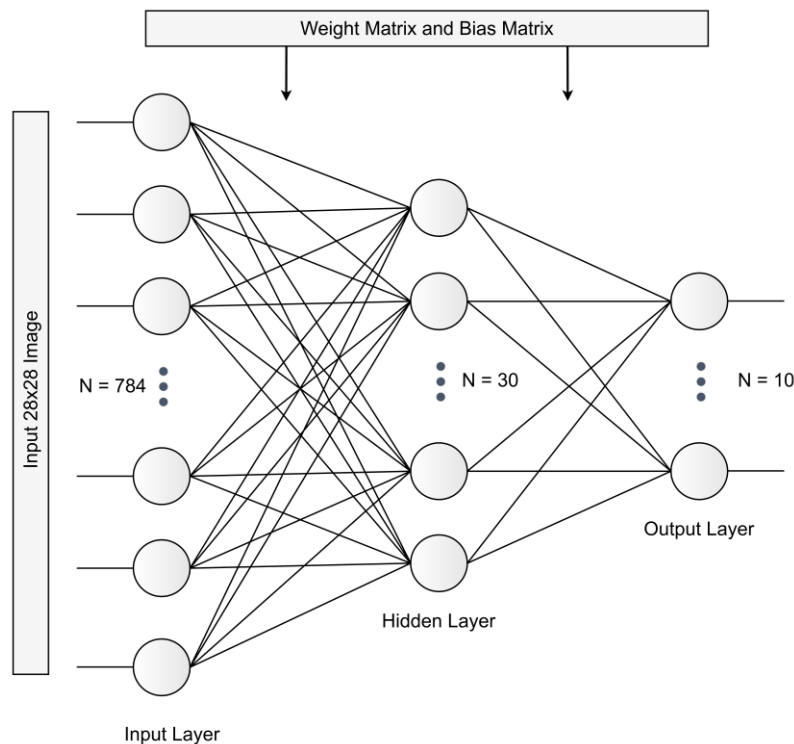 Weight Matrix and Bias Matrix
Input 28x28 Image
N = 784
N = 30
N = 10
Output Layer
Hidden Layer
Input Layer